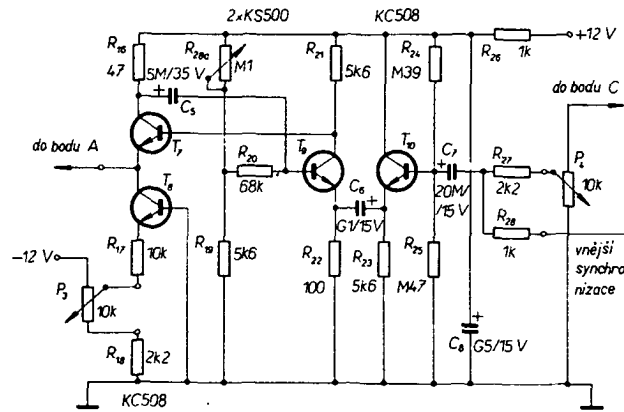 2xKS500
KC508
R16
47
R28a
M1
R21
5k6
R24
M39
R26
1k
+12 V
5M/35 V
+
C5
do bodu A
T7
do bodu C
T9
T10
C7
+
20M/
/15V
R27
2k2
P4
10k
R20
68k
C6
+
G1/15V
T8
R28
1k
vnější
synchro
nizace
R17
10k
−12 V
P3
10k
R19
5k6
R22
100
R23
5k6
R25
M47
+
C8
G5/15 V
R18
2k2
KC508